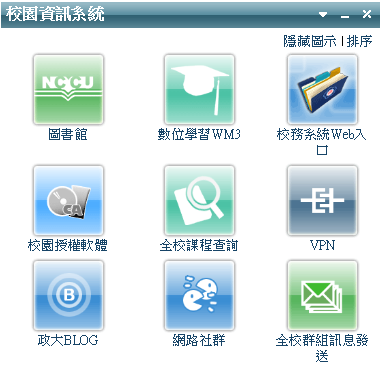 校園資訊系統
隱藏圖示 | 排序
NCCU
圖書館
數位學習WM3
校務系統Web入
口
CA
校園授權軟體
全校課程查詢
VPN
B
政大BLOG
網路社群
全校群組訊息發
送